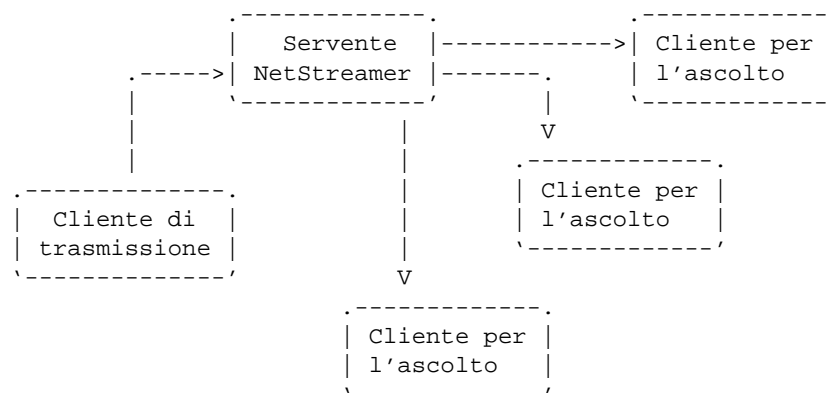 Servente
NetStreamer
Cliente per
l'ascolto
Cliente per
l'ascolto
Cliente di
trasmissione
Cliente per
l'ascolto